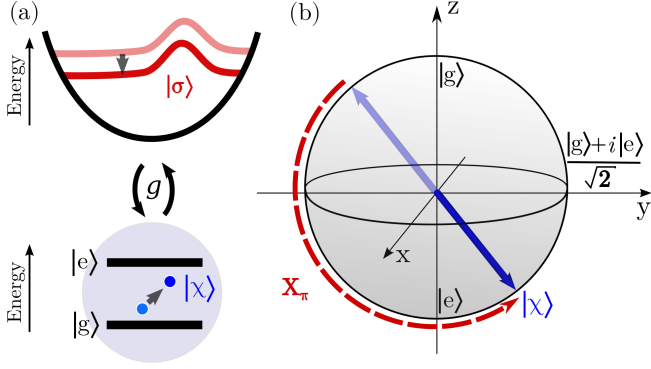 (a)
Energy
|σ⟩
g
Energy
|e⟩
|χ⟩
|g⟩
(b)
z
|g⟩
|g⟩+i|e⟩
√2
y
x
X_π
|e⟩
|χ⟩